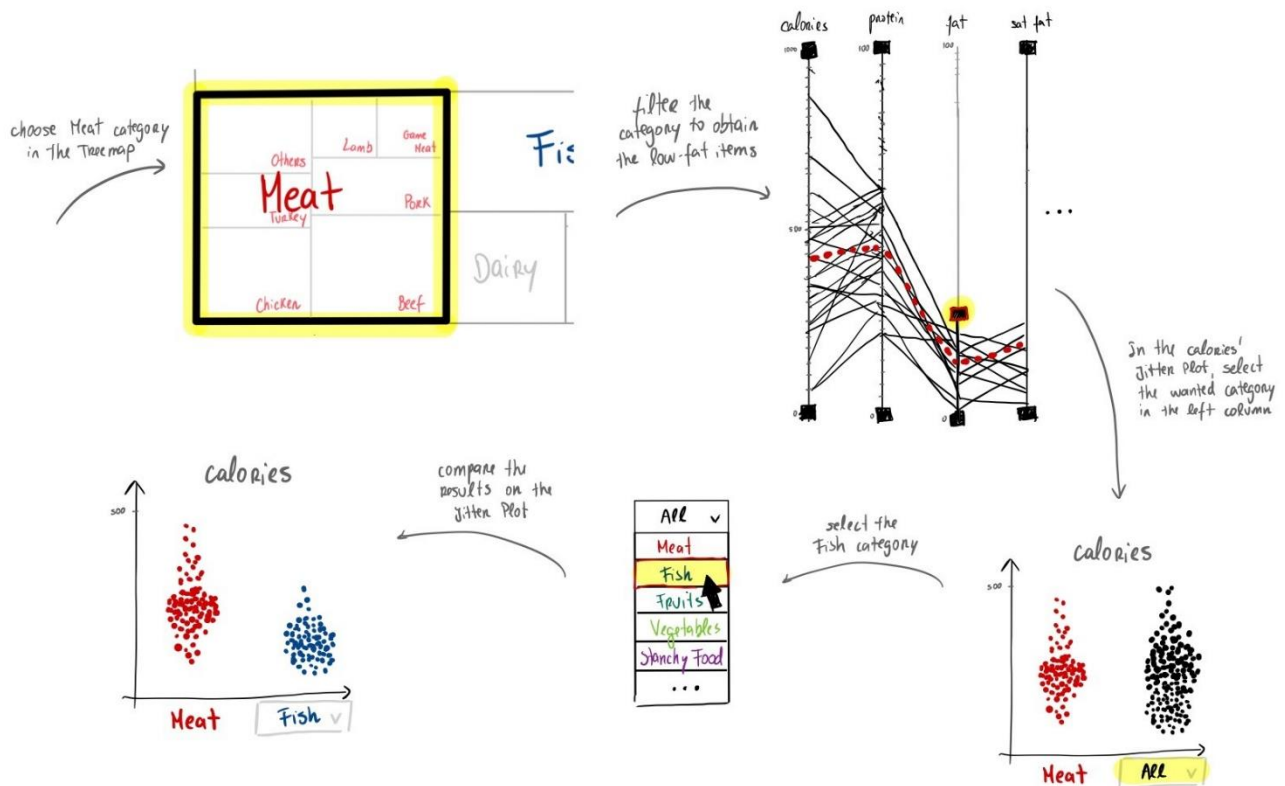 choose Meat category
in The Treemap
Others
Lamb
Game
Meat
Meat
Turkey
Pork
Chicken
Beef
Fis
Dairy
filter the
category to obtain
the low-fat items
calories
protein
fat
sat fat
1000
100
100
500
0
0
0
...
In the calories'
Jitter Plot, select
the wanted category
in the left column
calories
500
Meat
All
select the
Fish category
All
Meat
Fish
Fruits
Vegetables
Starchy Food
...
compare the
results on the
Jitter Plot
calories
500
Meat
Fish